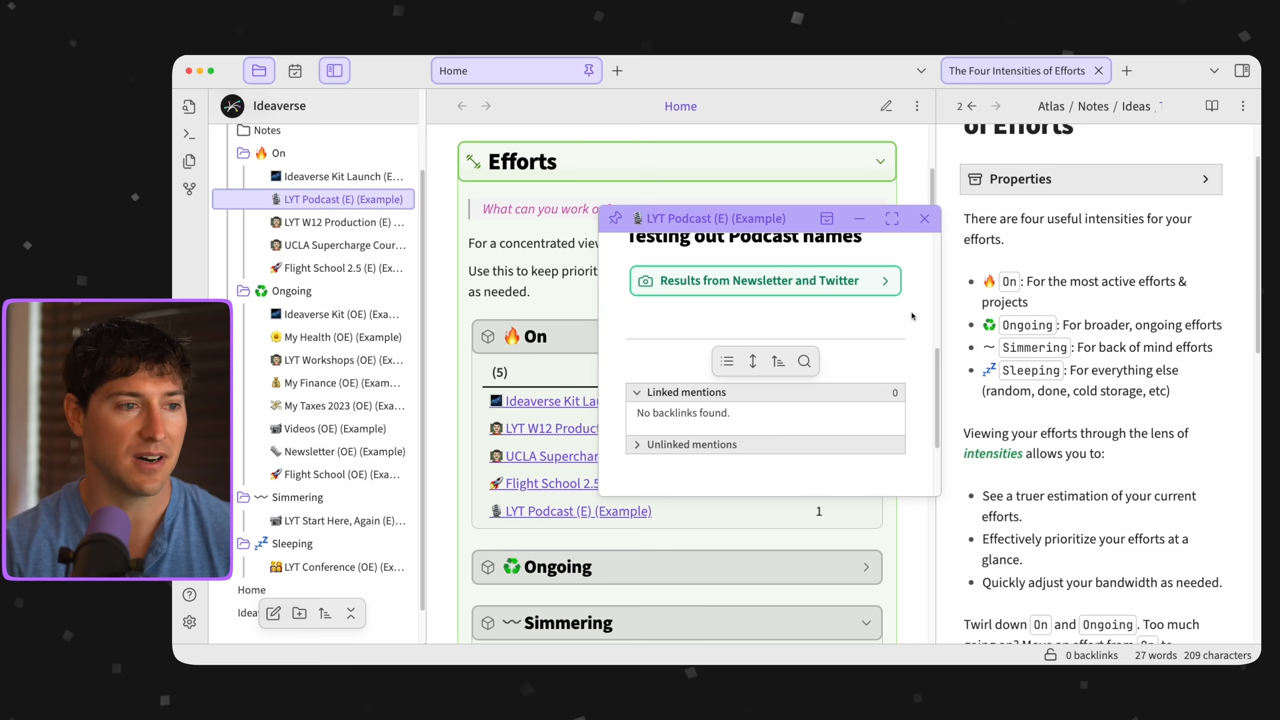 Home
The Four Intensities of Efforts
Ideaverse
Home
2
Atlas / Notes / Ideas
Notes
🔥 On
Ideaverse Kit Launch (E...
🎙️ LYT Podcast (E) (Example)
LYT W12 Production (E) ...
UCLA Supercharge Cour...
🚀 Flight School 2.5 (E) (Ex...
♻️ Ongoing
Ideaverse Kit (OE) (Exa...
🌻 My Health (OE) (Example)
LYT Workshops (OE) (Exa...
💰 My Finance (OE) (Exam...
💸 My Taxes 2023 (OE) (Exa...
📹 Videos (OE) (Example)
🗞️ Newsletter (OE) (Example)
🚀 Flight School (OE) (Exa...
〰️ Simmering
LYT Start Here, Again (E)...
💤 Sleeping
LYT Conference (OE) (Ex...
Home
Idea
Efforts
What can you work o
For a concentrated vie
Use this to keep priorit
as needed.
🔥 On
(5)
Ideaverse Kit La
LYT W12 Produc
UCLA Superchar
🚀 Flight School 2.5
🎙️ LYT Podcast (E) (Example)
1
♻️ Ongoing
〰️ Simmering
🎙️ LYT Podcast (E) (Example)
Testing out Podcast names
Results from Newsletter and Twitter
Linked mentions
0
No backlinks found.
Unlinked mentions
of Efforts
Properties
There are four useful intensities for your
efforts.
• 🔥 On: For the most active efforts &
projects
• ♻️ Ongoing: For broader, ongoing efforts
• 〰️ Simmering: For back of mind efforts
• 💤 Sleeping: For everything else
(random, done, cold storage, etc)
Viewing your efforts through the lens of
intensities allows you to:
• See a truer estimation of your current
efforts.
• Effectively prioritize your efforts at a
glance.
• Quickly adjust your bandwidth as needed.
Twirl down On and Ongoing. Too much
0 backlinks
27 words
209 characters